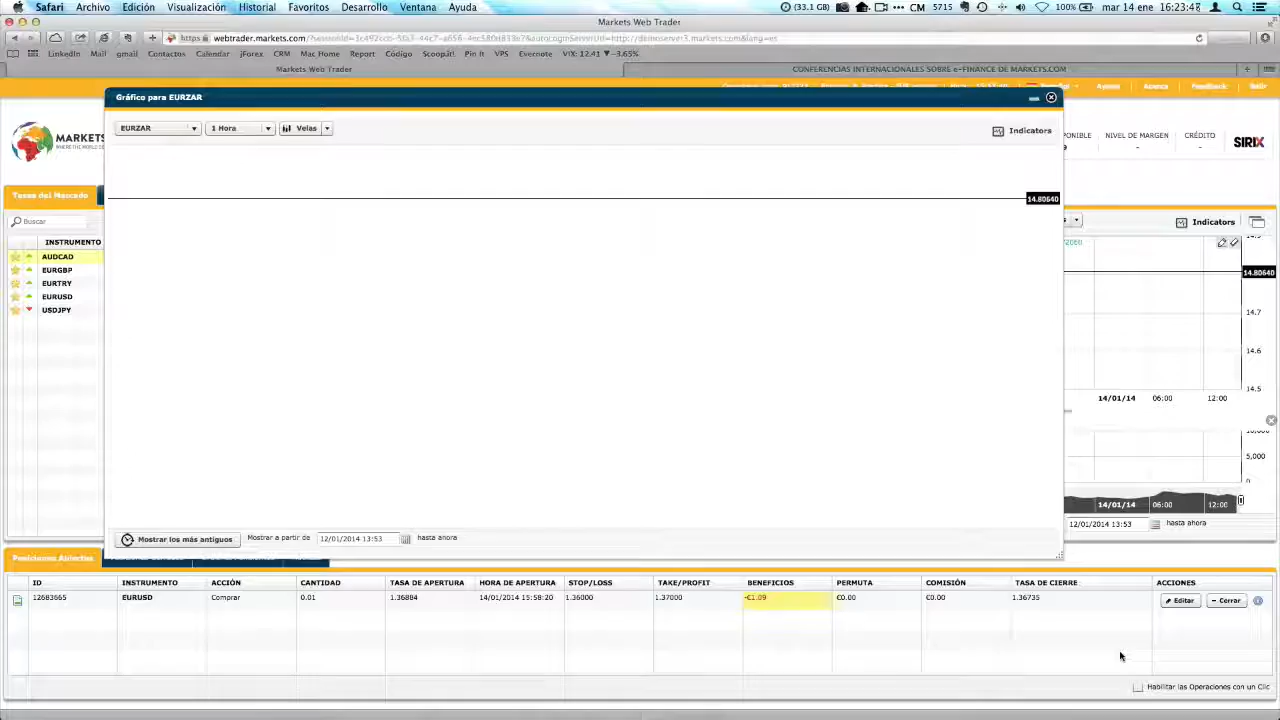 Safari Archivo Edición Visualización Historial Favoritos Desarrollo Ventana Ayuda (33.1 GB) CM 5715 100% mar 14 ene 16:23:47
Markets Web Trader
webtrader.markets.com
LinkedIn Mail gmail Contactos Calendar jForex CRM Mac Home Report Código Scoop.it! Pin It VPS Evernote VIX: 12.41 ▼ -3.65%
Markets Web Trader CONFERENCIAS INTERNACIONALES SOBRE e-FINANCE DE MARKETS.COM
Ayuda Feedback Salir
Gráfico para EURZAR
EURZAR 1 Hora Velas Indicators
MARKETS
NIVEL DE MARGEN CRÉDITO
- -
SIRIX
14.80640
Tasas del Mercado
Buscar
Indicators
INSTRUMENTO
AUDCAD
EURGBP
EURTRY
EURUSD
USDJPY
14.80640
14.7
14.6
14.5
14/01/14 06:00 12:00
5,000
0
14/01/14 06:00 12:00
12/01/2014 13:53 hasta ahora
Mostrar los más antiguos Mostrar a partir de 12/01/2014 13:53 hasta ahora
Posiciones Abiertas
ID INSTRUMENTO ACCIÓN CANTIDAD TASA DE APERTURA HORA DE APERTURA STOP/LOSS TAKE/PROFIT BENEFICIOS PERMUTA COMISIÓN TASA DE CIERRE ACCIONES
12683665 EURUSD Comprar 0.01 1.36884 14/01/2014 15:58:20 1.36000 1.37000 -€1.09 €0.00 €0.00 1.36735 Editar Cerrar
Habilitar las Operaciones con un Clic